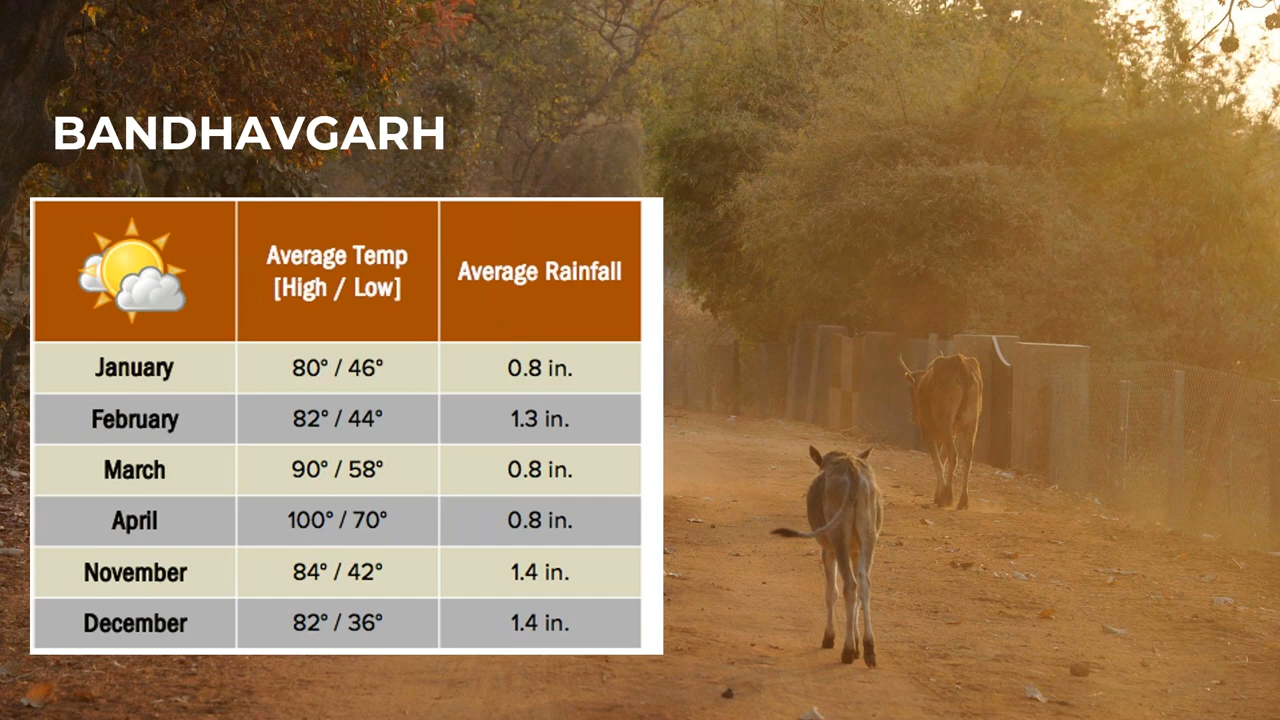 BANDHAVGARH
Average Temp
[High / Low]
Average Rainfall
January 80° / 46° 0.8 in.
February 82° / 44° 1.3 in.
March 90° / 58° 0.8 in.
April 100° / 70° 0.8 in.
November 84° / 42° 1.4 in.
December 82° / 36° 1.4 in.